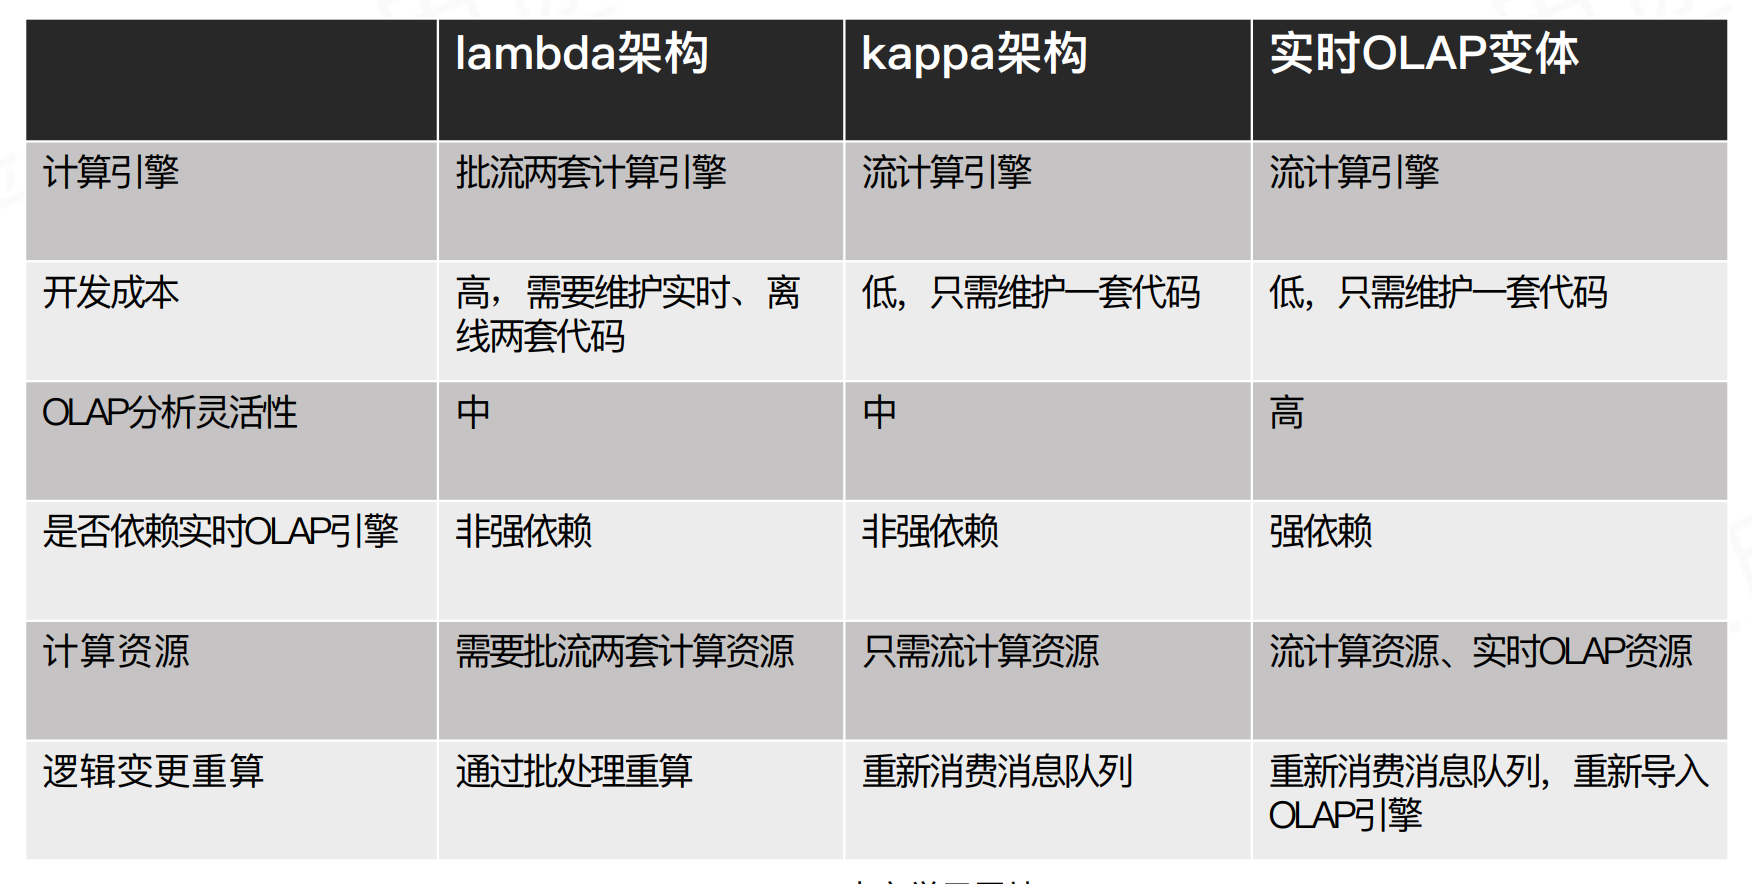 lambda架构 kappa架构 实时OLAP变体
计算引擎 批流两套计算引擎 流计算引擎 流计算引擎
开发成本 高，需要维护实时、离 低，只需维护一套代码 低，只需维护一套代码
线两套代码
OLAP分析灵活性 中 中 高
是否依赖实时OLAP引擎 非强依赖 非强依赖 强依赖
计算资源 需要批流两套计算资源 只需流计算资源 流计算资源、实时OLAP资源
逻辑变更重算 通过批处理重算 重新消费消息队列 重新消费消息队列，重新导入
OLAP引擎